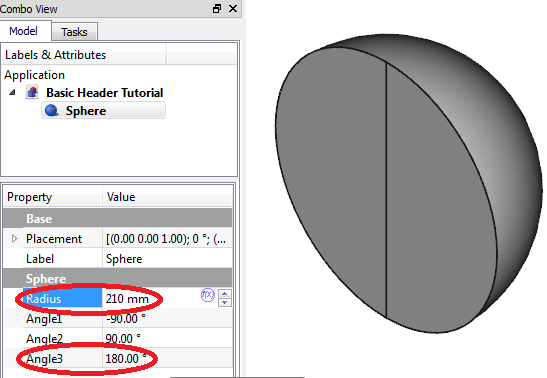 Combo View
Model Tasks
Labels & Attributes
Application
Basic Header Tutorial
Sphere
Property Value
Base
Placement [(0.00 0.00 1.00); 0 °; (...
Label Sphere
Sphere
Radius 210 mm f(x)
Angle1 -90.00 °
Angle2 90.00 °
Angle3 180.00 °